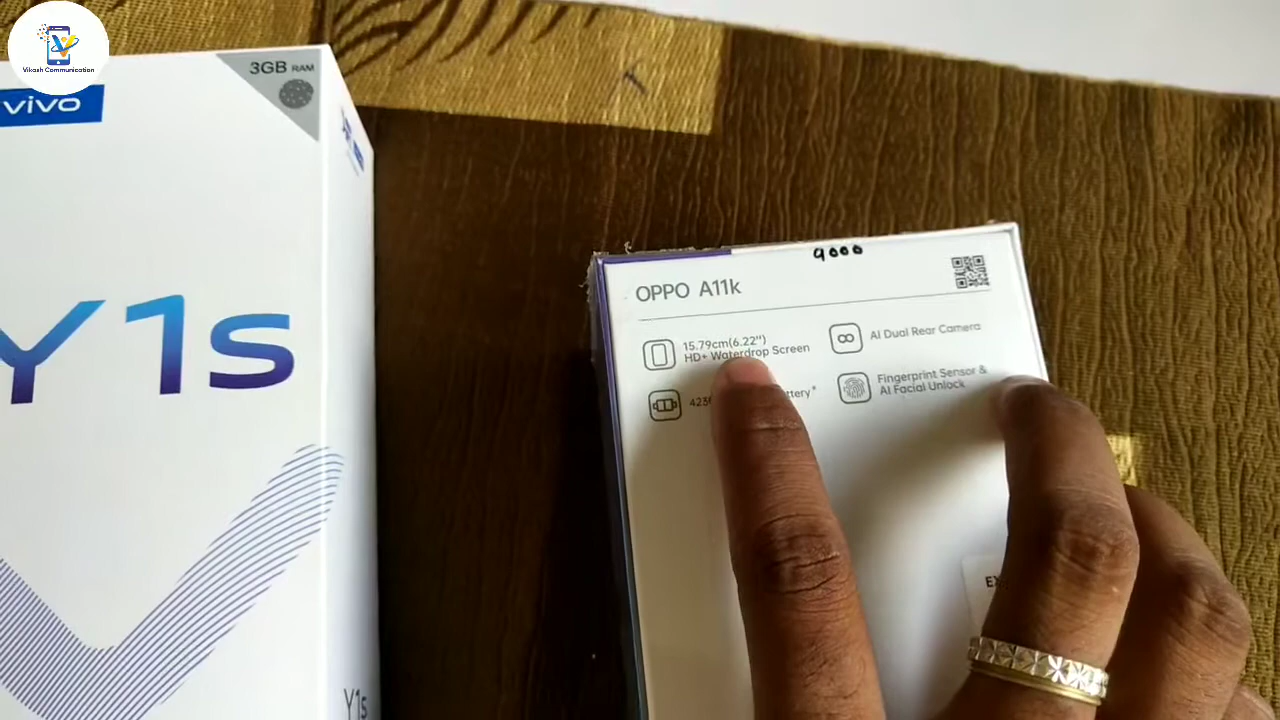 Vikash Communication
vivo
3GB RAM
Y1s
Y1s
9000
OPPO A11k
15.79cm(6.22")
HD+ Waterdrop Screen
AI Dual Rear Camera
Fingerprint Sensor &
AI Facial Unlock